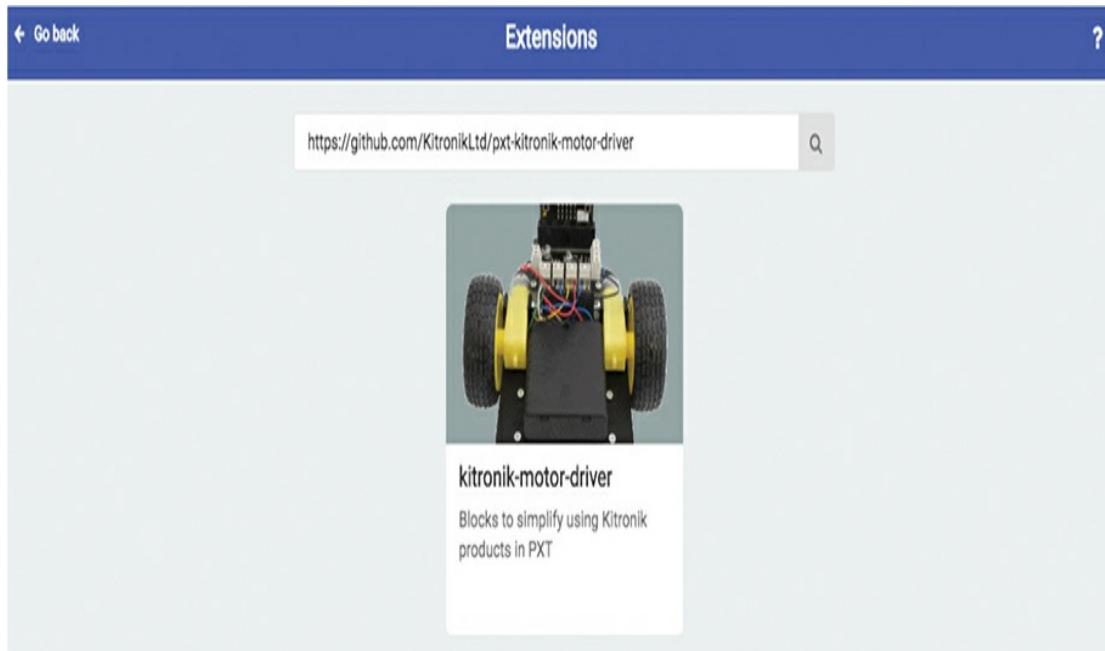 Go back
Extensions
?
https://github.com/KitronikLtd/pxt-kitronik-motor-driver
kitronik-motor-driver
Blocks to simplify using Kitronik
products in PXT